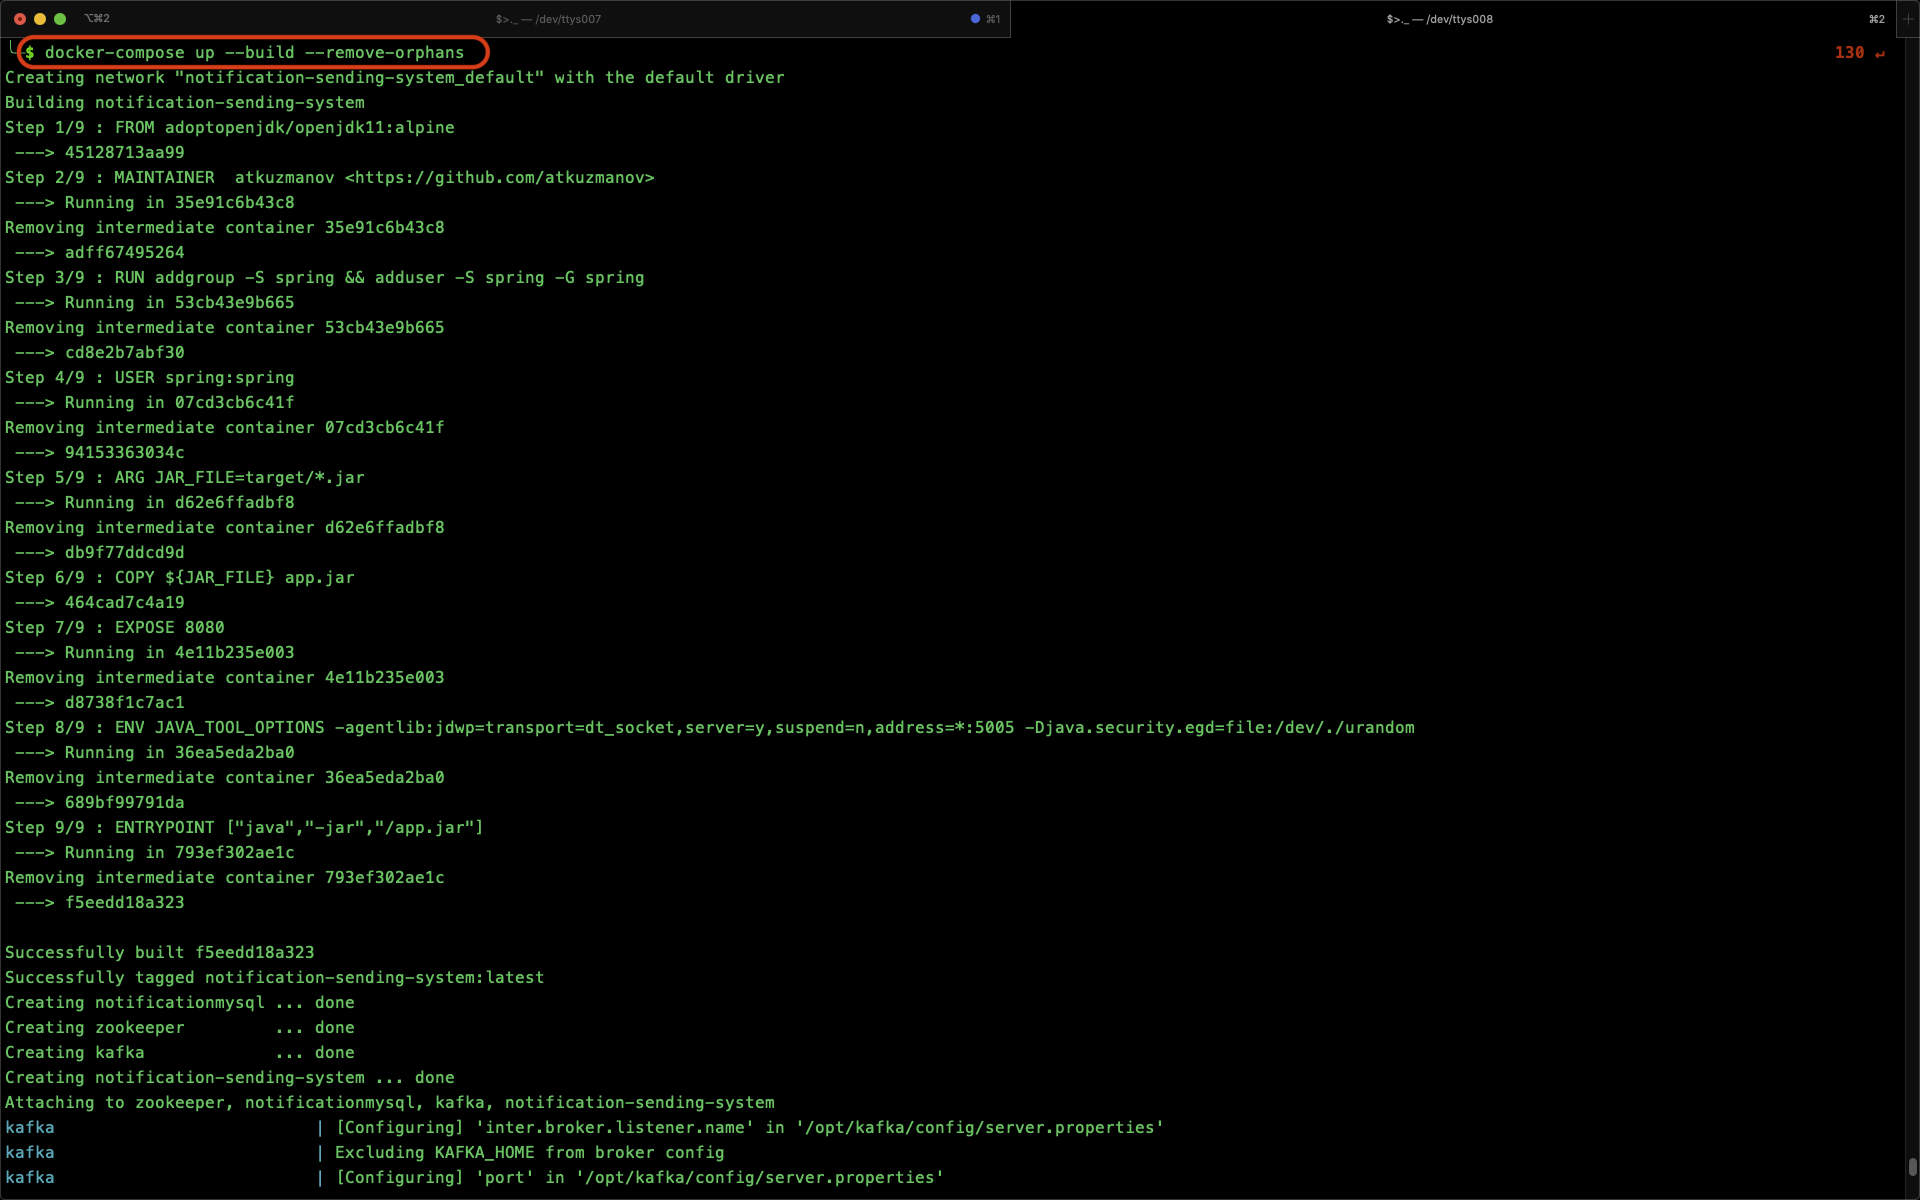 ⌥⌘2
$>._ — /dev/ttys007
⌘1
$>._ — /dev/ttys008
⌘2
$ docker-compose up --build --remove-orphans
130 ↵
Creating network "notification-sending-system_default" with the default driver
Building notification-sending-system
Step 1/9 : FROM adoptopenjdk/openjdk11:alpine
 ---> 45128713aa99
Step 2/9 : MAINTAINER  atkuzmanov <https://github.com/atkuzmanov>
 ---> Running in 35e91c6b43c8
Removing intermediate container 35e91c6b43c8
 ---> adff67495264
Step 3/9 : RUN addgroup -S spring && adduser -S spring -G spring
 ---> Running in 53cb43e9b665
Removing intermediate container 53cb43e9b665
 ---> cd8e2b7abf30
Step 4/9 : USER spring:spring
 ---> Running in 07cd3cb6c41f
Removing intermediate container 07cd3cb6c41f
 ---> 94153363034c
Step 5/9 : ARG JAR_FILE=target/*.jar
 ---> Running in d62e6ffadbf8
Removing intermediate container d62e6ffadbf8
 ---> db9f77ddcd9d
Step 6/9 : COPY ${JAR_FILE} app.jar
 ---> 464cad7c4a19
Step 7/9 : EXPOSE 8080
 ---> Running in 4e11b235e003
Removing intermediate container 4e11b235e003
 ---> d8738f1c7ac1
Step 8/9 : ENV JAVA_TOOL_OPTIONS -agentlib:jdwp=transport=dt_socket,server=y,suspend=n,address=*:5005 -Djava.security.egd=file:/dev/./urandom
 ---> Running in 36ea5eda2ba0
Removing intermediate container 36ea5eda2ba0
 ---> 689bf99791da
Step 9/9 : ENTRYPOINT ["java","-jar","/app.jar"]
 ---> Running in 793ef302ae1c
Removing intermediate container 793ef302ae1c
 ---> f5eedd18a323
Successfully built f5eedd18a323
Successfully tagged notification-sending-system:latest
Creating notificationmysql ... done
Creating zookeeper         ... done
Creating kafka             ... done
Creating notification-sending-system ... done
Attaching to zookeeper, notificationmysql, kafka, notification-sending-system
kafka                          | [Configuring] 'inter.broker.listener.name' in '/opt/kafka/config/server.properties'
kafka                          | Excluding KAFKA_HOME from broker config
kafka                          | [Configuring] 'port' in '/opt/kafka/config/server.properties'